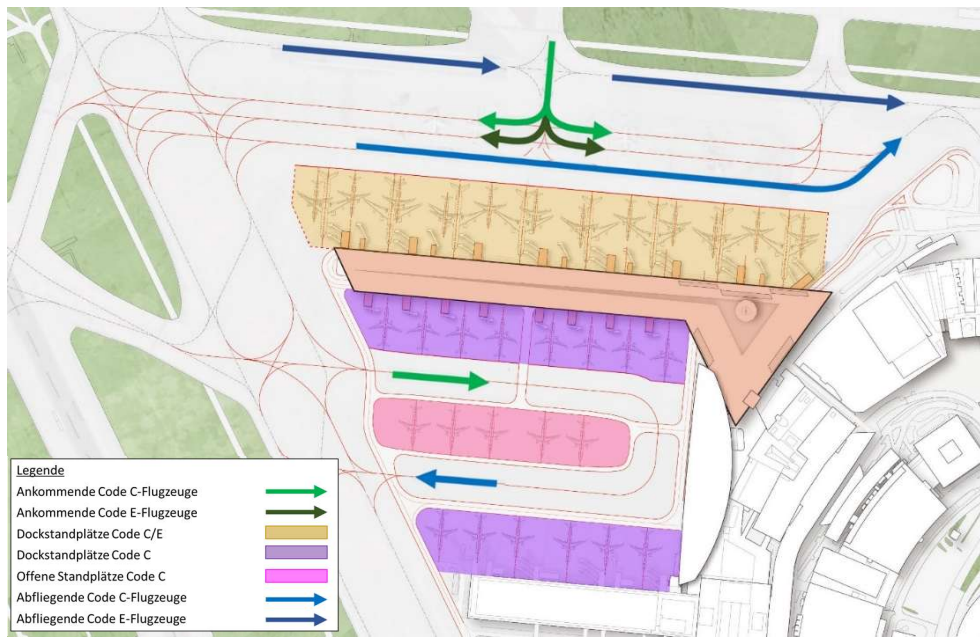 Legende
Ankommende Code C-Flugzeuge
Ankommende Code E-Flugzeuge
Dockstandplätze Code C/E
Dockstandplätze Code C
Offene Standplätze Code C
Abfliegende Code C-Flugzeuge
Abfliegende Code E-Flugzeuge